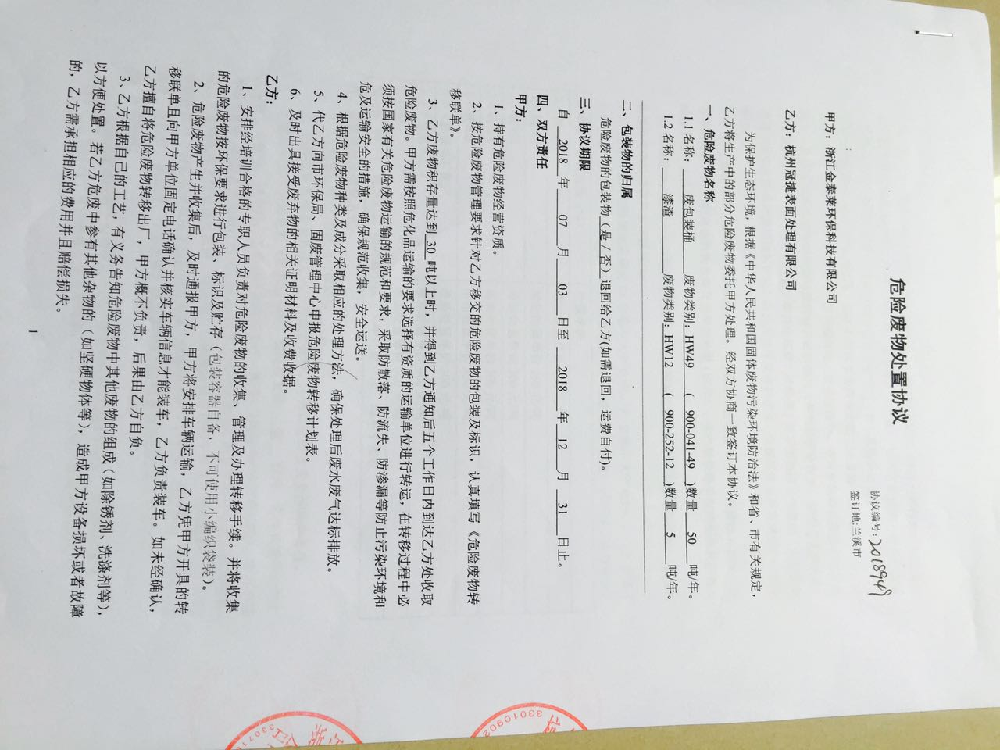 危险废物处置协议
协议编号：2018949
签订地:兰溪市
甲方：浙江金泰莱环保科技有限公司
乙方：杭州冠捷表面处理有限公司
为保护生态环境，根据《中华人民共和国固体废物污染环境防治法》和省、市有关规定，
乙方将生产中的部分危险废物委托甲方处理。经双方协商一致签订本协议。
一、危险废物名称
1.1 名称： 废包装桶 废物类别：HW49 （ 900-041-49 )数量 50 吨/年。
1.2 名称： 漆渣 废物类别：HW12 （ 900-252-12 )数量 5 吨/年。
二、包装物的归属
危险废物的包装物（是／否）退回给乙方(如需退回，运费自付)。
三、协议期限
自 2018 年 07 月 03 日至 2018 年 12 月 31 日止。
四、双方责任
甲方：
1、持有危险废物经营资质。
2、按危险废物管理要求针对乙方移交的危险废物的包装及标识，认真填写《危险废物转
移联单》。
3、乙方废物积存量达到 30 吨以上时，并得到乙方通知后五个工作日内到达乙方处收取
危险废物。甲方需按照危化品运输的要求选择有资质的运输单位进行转运，在转移过程中必
须按国家有关危险废物运输的规范和要求，采取防散落、防流失、防渗漏等防止污染环境和
危及运输安全的措施，确保规范收集，安全运送。
4、根据危险废物种类及成分采取相应的处理方法，确保处理后废水废气达标排放。
5、代乙方向市环保局、固废管理中心申报危险废物转移计划表。
6、及时出具接受废弃物的相关证明材料及收费收据。
乙方：
1、安排经培训合格的专职人员负责对危险废物的收集、管理及办理转移手续。并将收集
的危险废物按环保要求进行包装、标识及贮存（包装容器自备，不可使用小编织袋装）。
2、危险废物产生并收集后，及时通报甲方，甲方将安排车辆运输，乙方凭甲方开具的转
移联单且向甲方单位固定电话确认并核实车辆信息才能装车，乙方负责装车。如未经确认，
乙方擅自将危险废物转移出厂，甲方概不负责，后果由乙方自负。
3、乙方根据自己的工艺，有义务告知危险废物中其他废物的组成（如除锈剂、洗涤剂等），
以方便处置。若乙方危废中参有其他杂物的（如坚硬物体等），造成甲方设备损坏或者故障
的，乙方需承担相应的费用并且赔偿损失。
1
33010902
33071